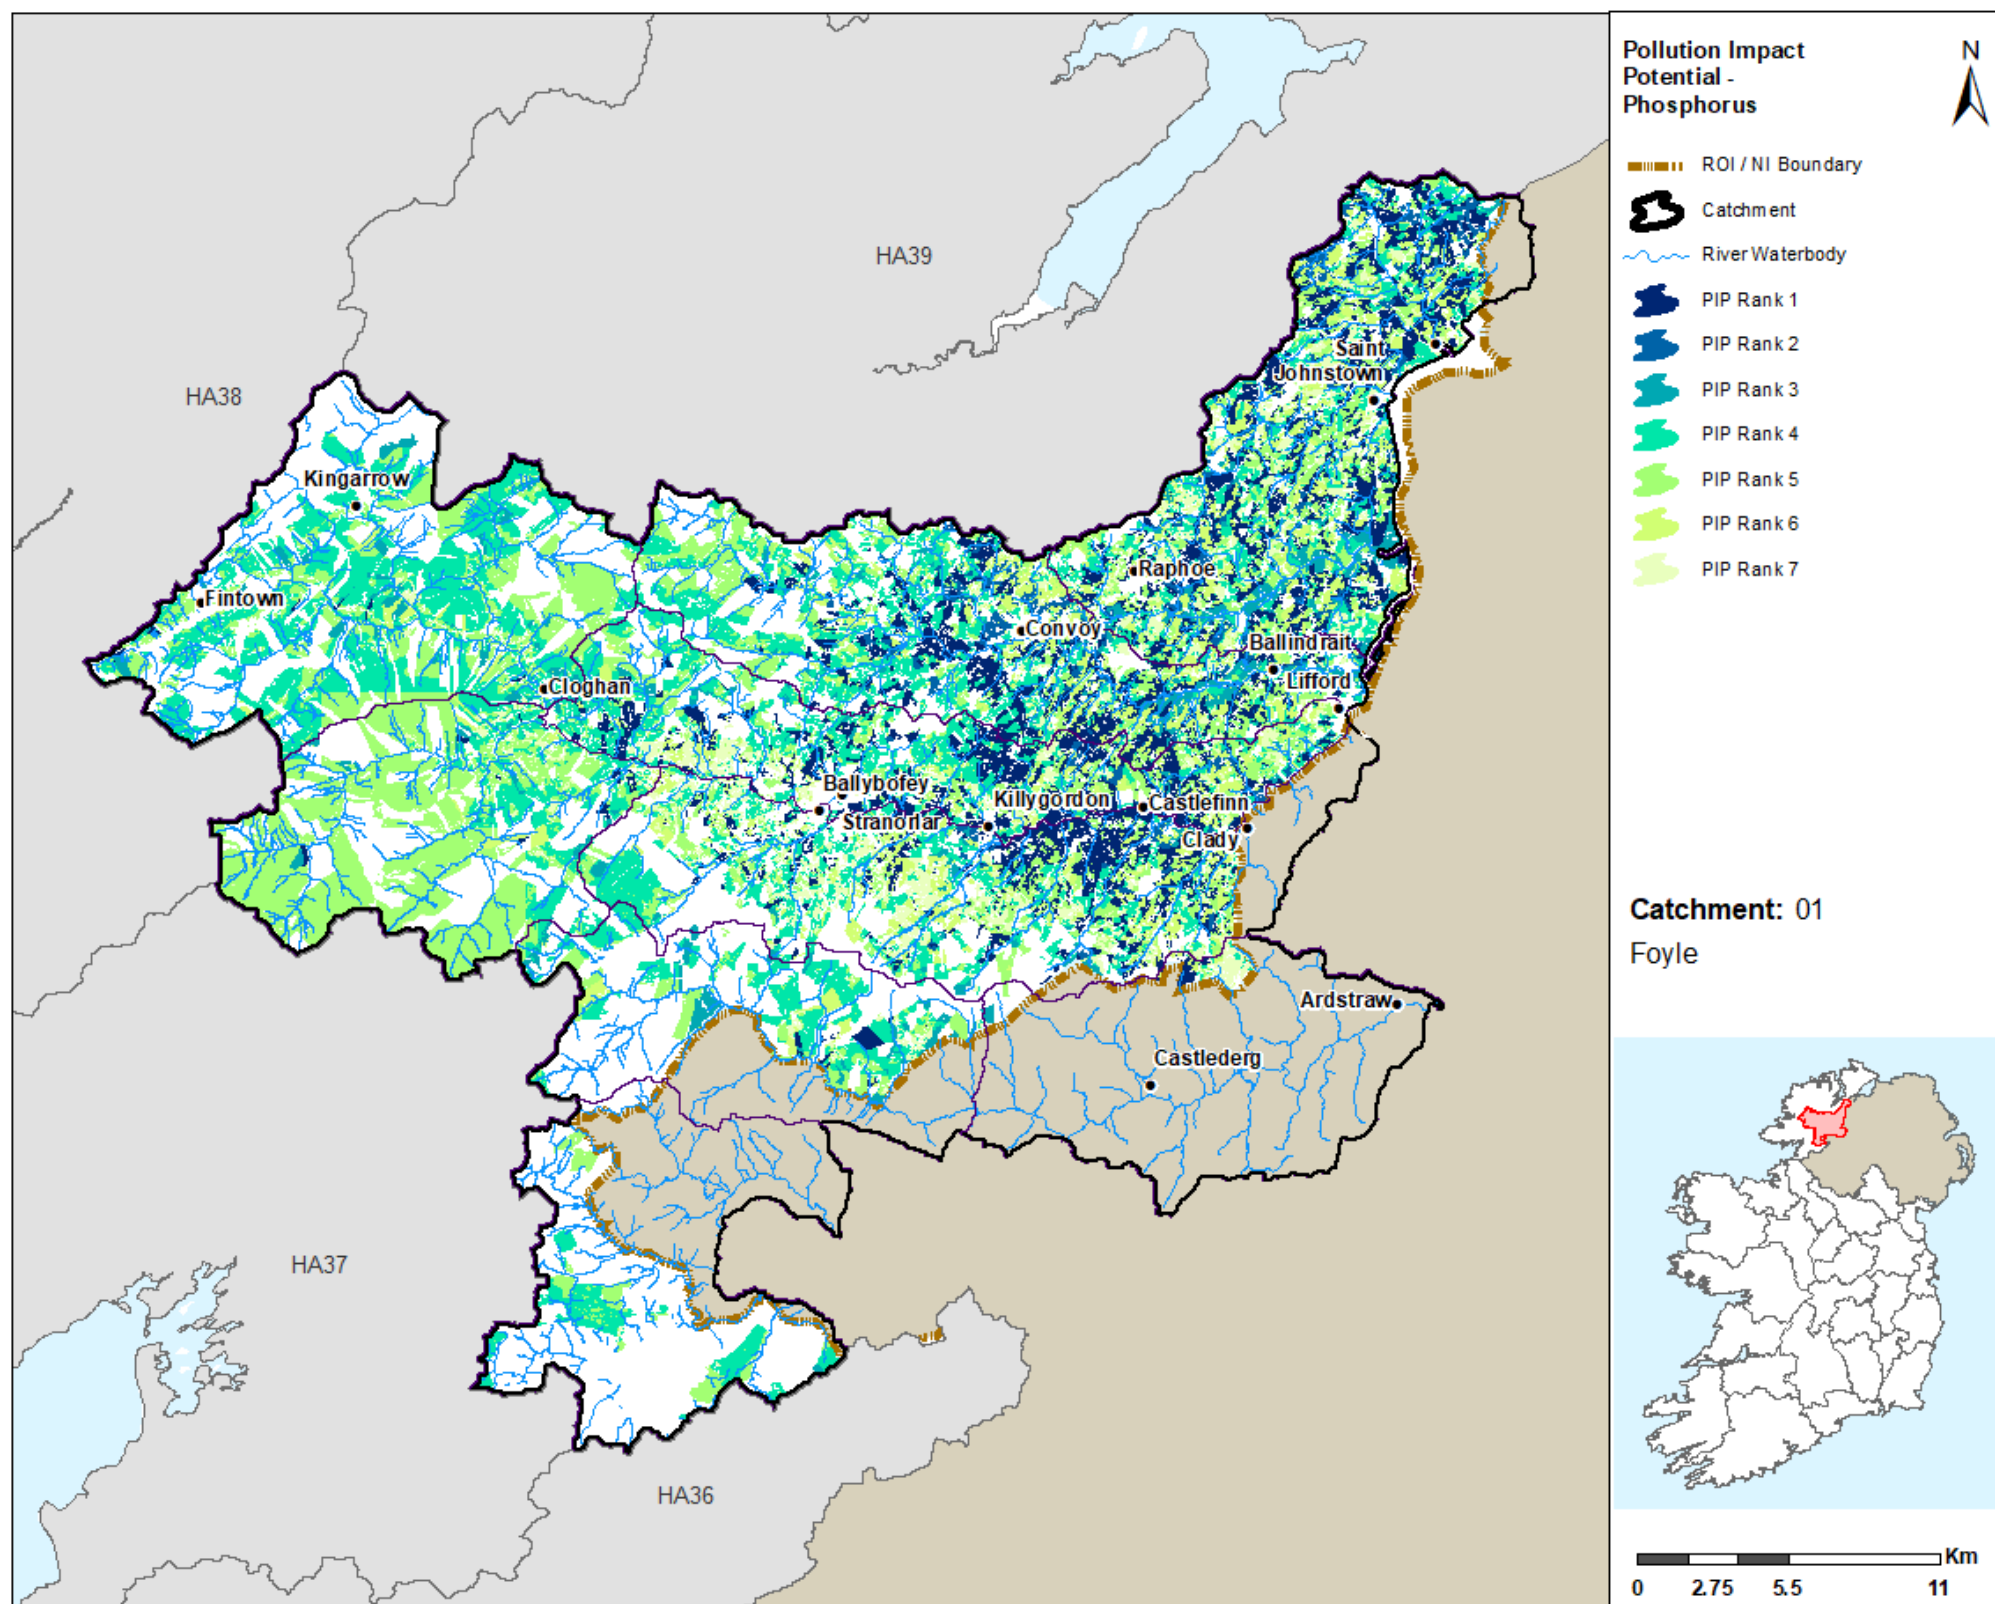 Pollution Impact
Potential -
Phosphorus
N
ROI / NI Boundary
Catchment
River Waterbody
PIP Rank 1
PIP Rank 2
PIP Rank 3
PIP Rank 4
PIP Rank 5
PIP Rank 6
PIP Rank 7
Catchment: 01
Foyle
Km
0 2.75 5.5 11
HA39
HA38
HA37
HA36
Saint
Johnstown
Kingarrow
Fintown
Raphoe
Convoy
Ballindrait
Lifford
Cloghan
Ballybofey
Stranorlar
Killygordon
Castlefinn
Clady
Ardstraw
Castlederg